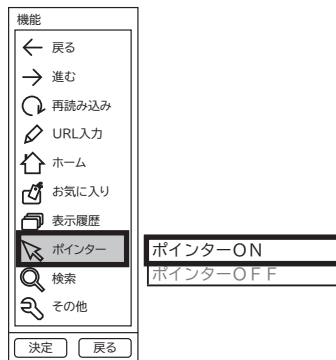 機能
戻る
進む
再読み込み
URL入力
ホーム
お気に入り
表示履歴
ポインター
ポインターON
ポインターOFF
検索
その他
決定 戻る